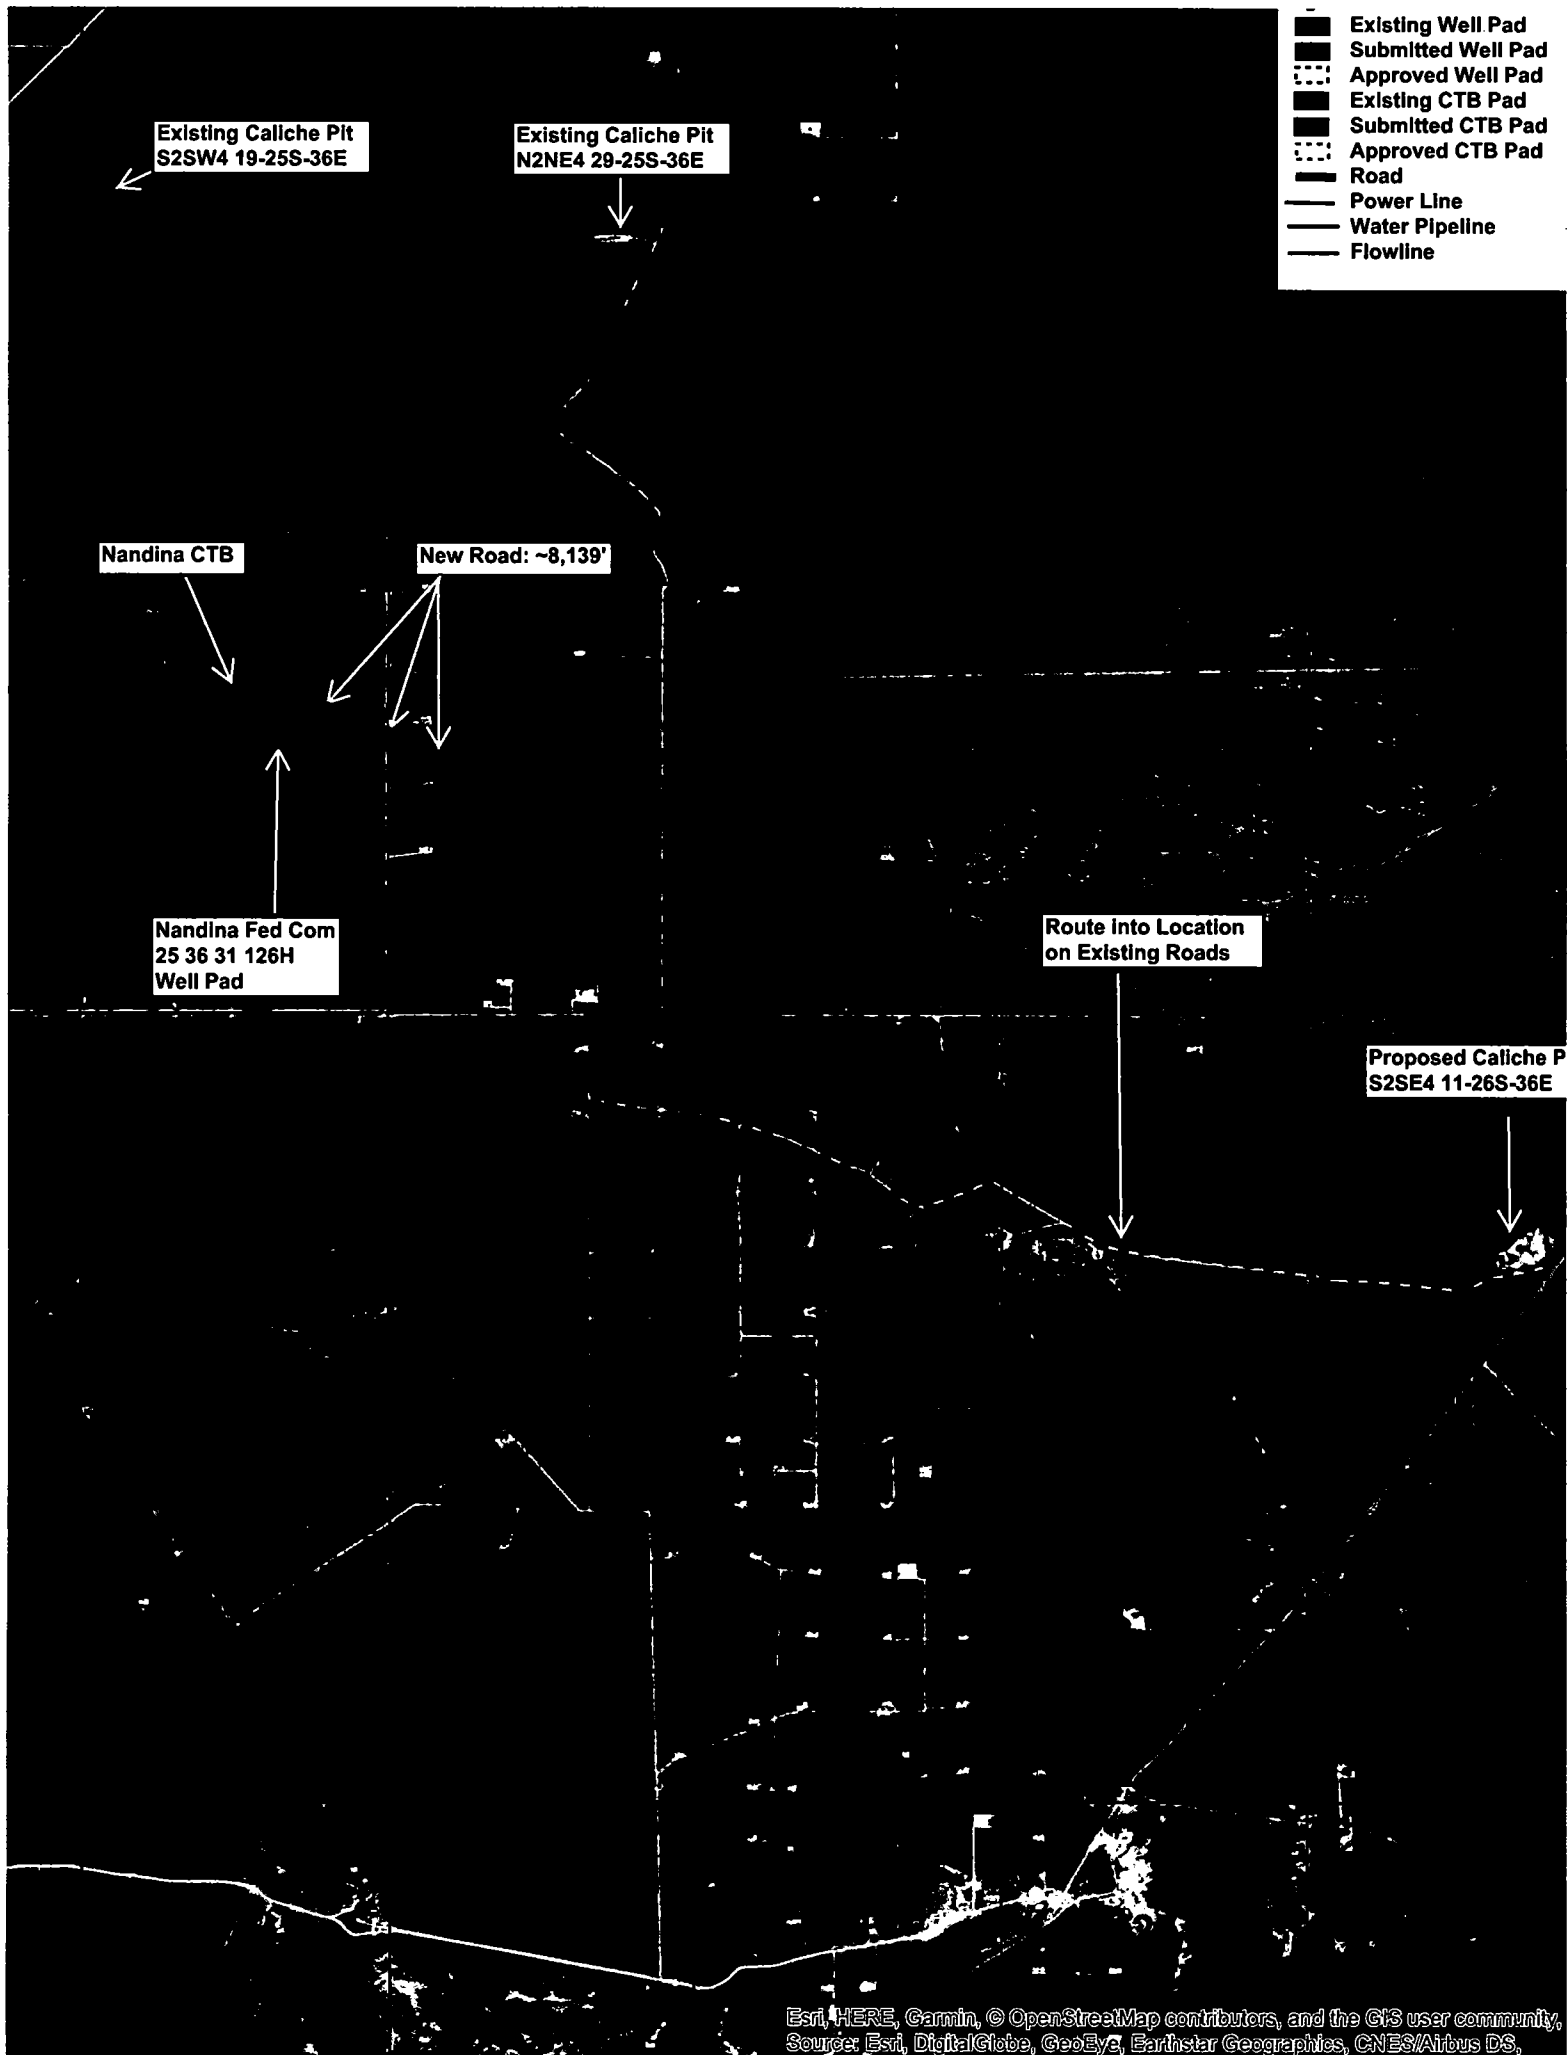 Existing Well Pad
Submitted Well Pad
Approved Well Pad
Existing CTB Pad
Submitted CTB Pad
Approved CTB Pad
Road
Power Line
Water Pipeline
Flowline
Existing Caliche Pit
S2SW4 19-25S-36E
Existing Caliche Pit
N2NE4 29-25S-36E
Nandina CTB
New Road: ~8,139'
Nandina Fed Com
25 36 31 126H
Well Pad
Route into Location
on Existing Roads
Proposed Caliche P
S2SE4 11-26S-36E
Esri, HERE, Garmin, © OpenStreetMap contributors, and the GIS user community,
Source: Esri, DigitalGlobe, GeoEye, Earthstar Geographics, CNES/Airbus DS,